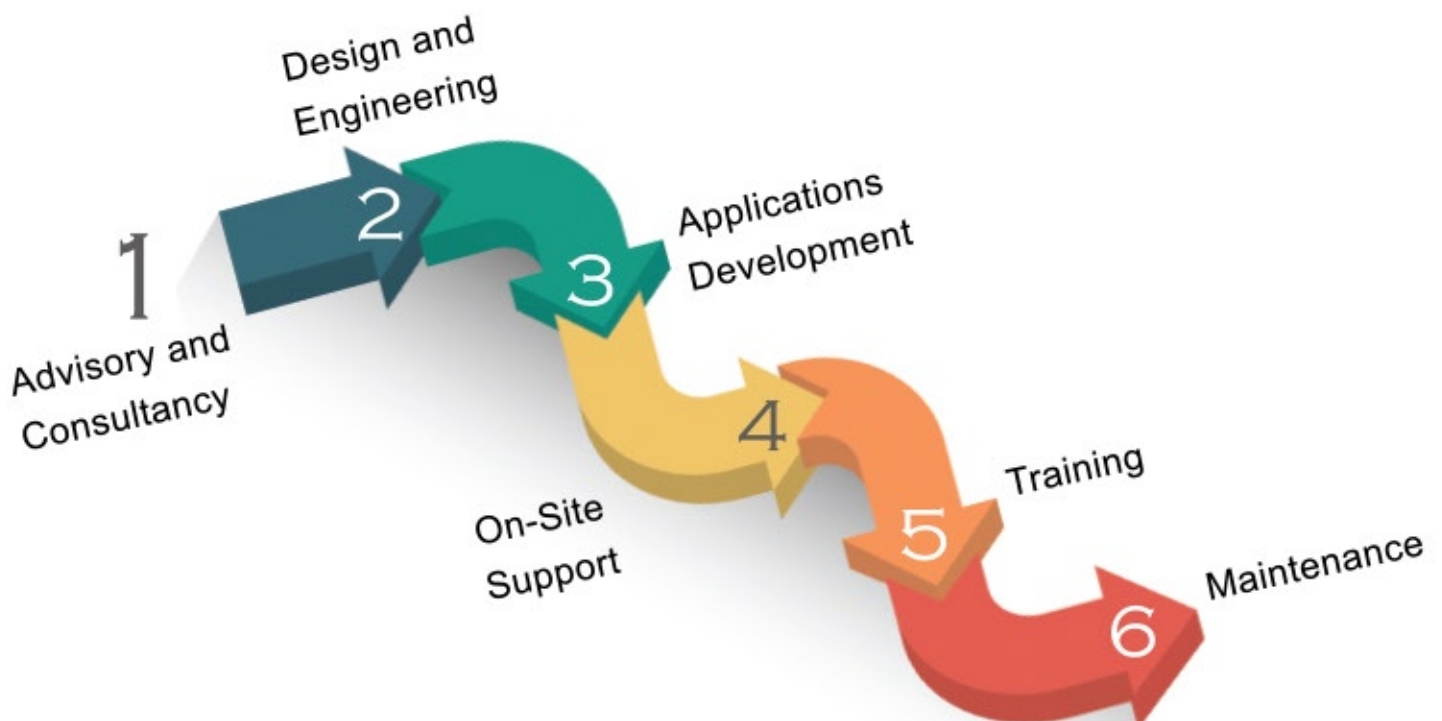 1
Advisory and
Consultancy
2
Design and
Engineering
3
Applications
Development
4
On-Site
Support
5
Training
6
Maintenance